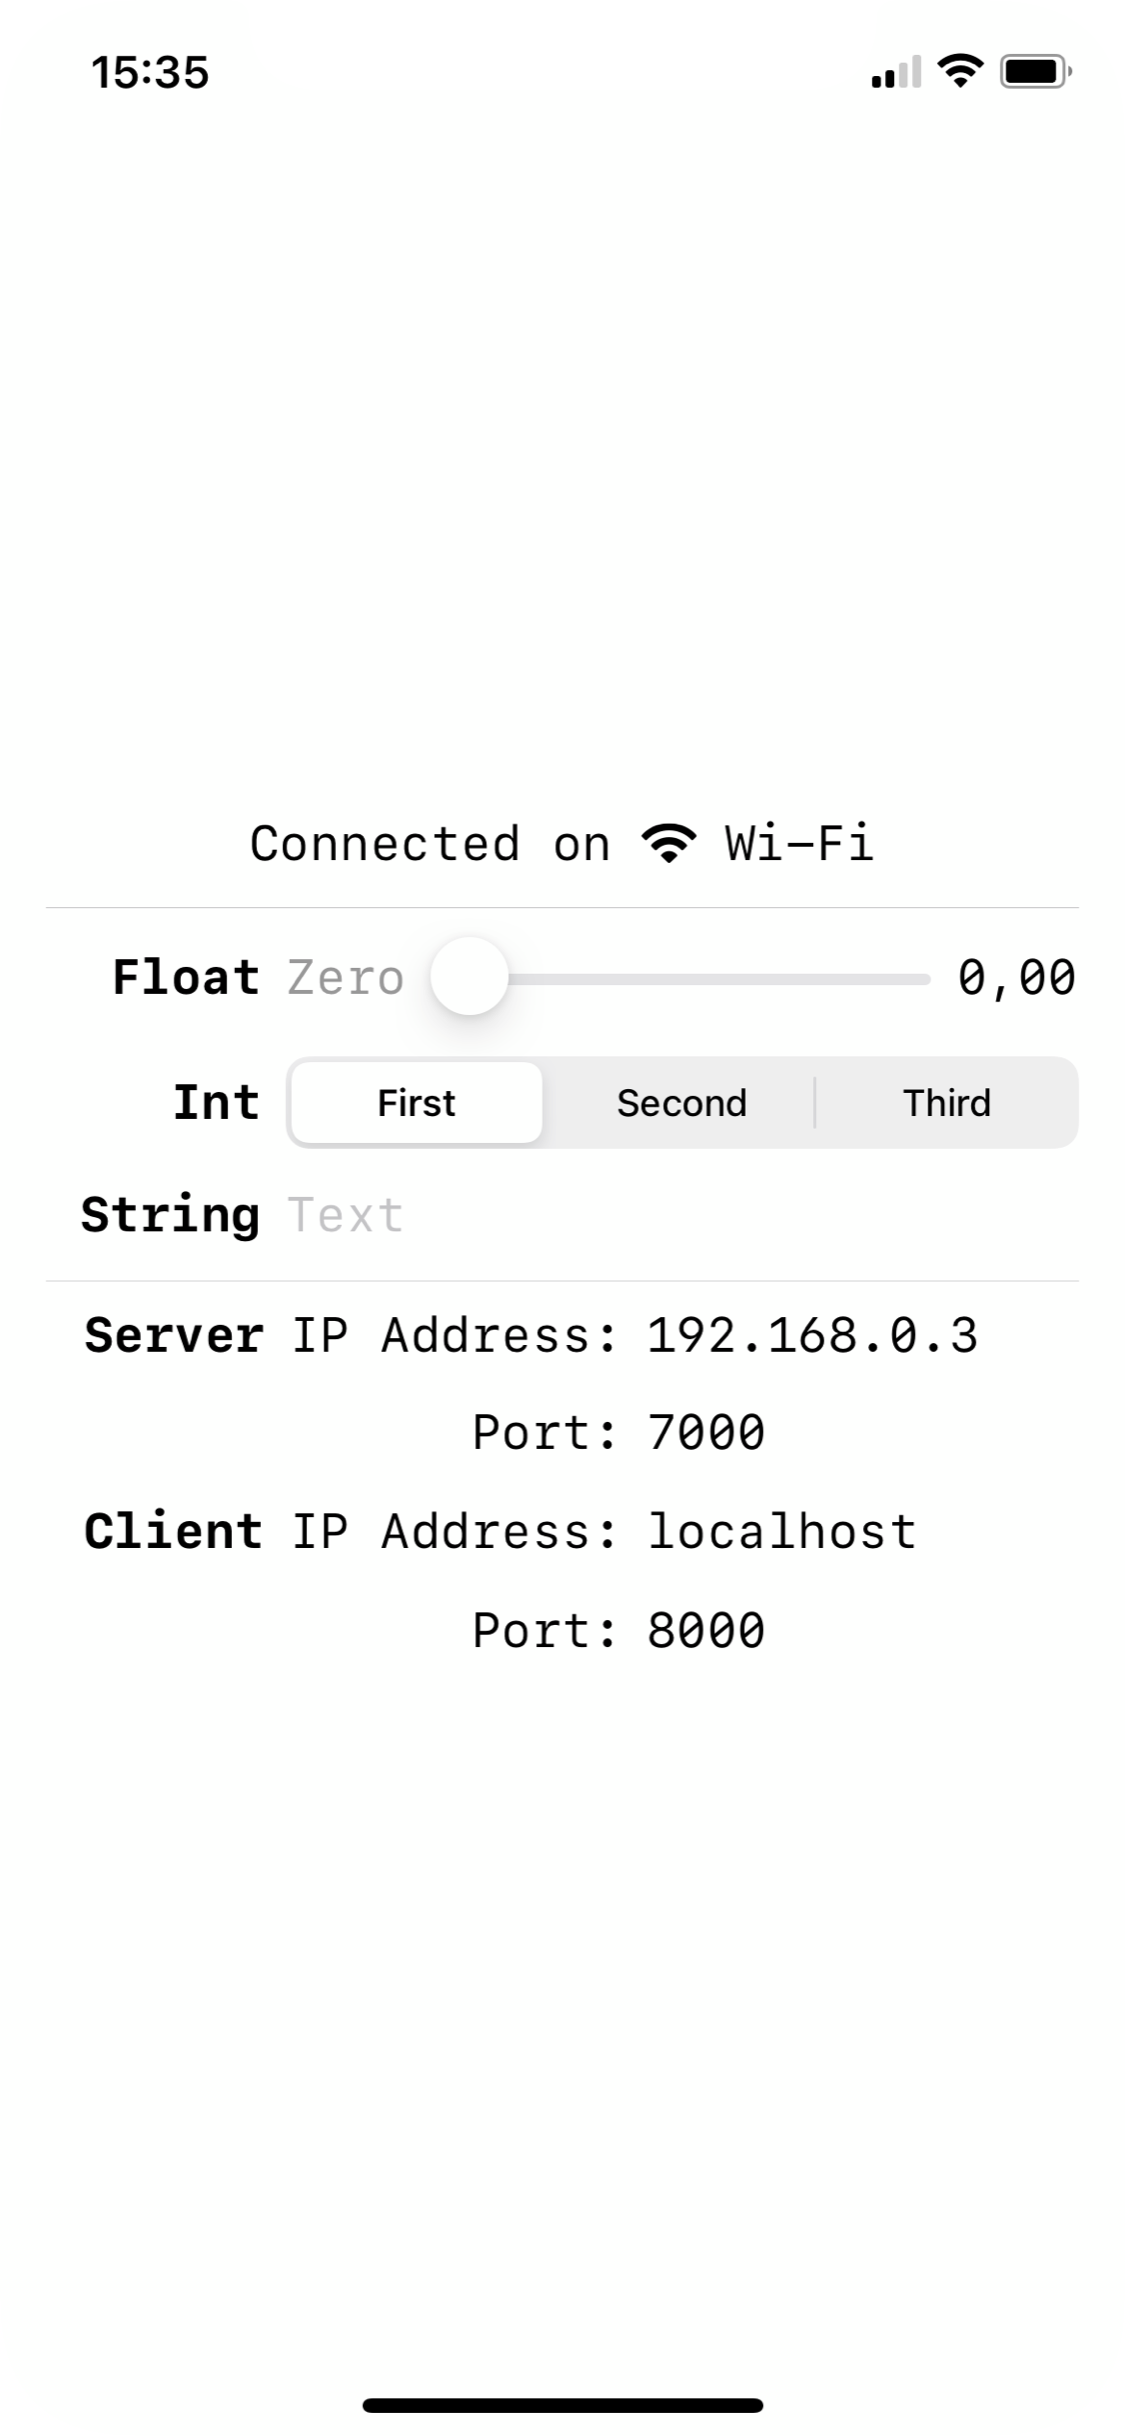 15:35
Connected on Wi-Fi
Float Zero 0,00
Int First Second Third
String Text
Server IP Address: 192.168.0.3
Port: 7000
Client IP Address: localhost
Port: 8000